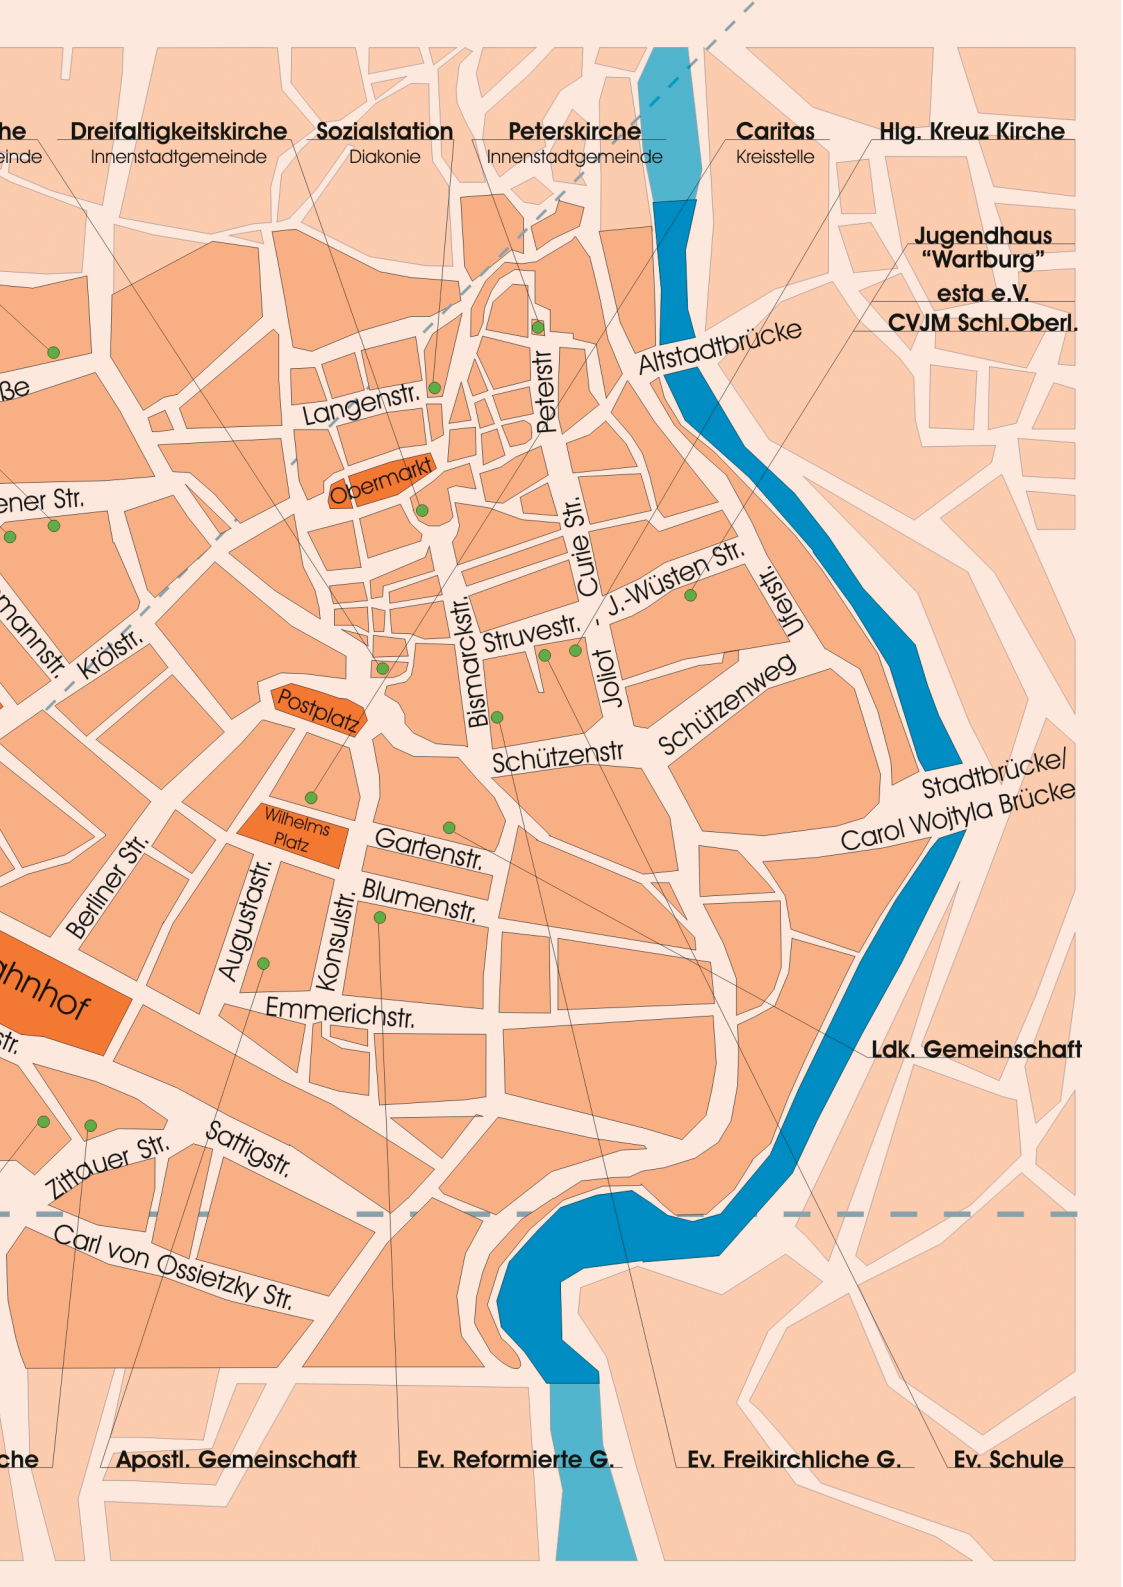 he
einde
Dreifaltigkeitskirche
Innenstadtgemeinde
Sozialstation
Diakonie
Peterskirche
Innenstadtgemeinde
Caritas
Kreisstelle
Hlg. Kreuz Kirche
Jugendhaus
“Wartburg”
esta e.V.
CVJM Schl.Oberl.
Altstadtbrücke
Peterstr
ße
Langenstr.
Obermarkt
ener Str.
Curie Str.
J.-Wüsten Str.
Uferstr.
mannstr.
Krölstr.
Bismarckstr.
Struvestr. -
Joliot
Schützenweg
Postplatz
Schützenstr
Stadtbrücke/
Carol Wojtyla Brücke
Wilhelms
Platz
Gartenstr.
Berliner Str.
Augustastr.
Konsulstr.
Blumenstr.
ahnhof
Emmerichstr.
str.
Ldk. Gemeinschaft
Zittauer Str.
Sattigstr.
Carl von Ossietzky Str.
che
Apostl. Gemeinschaft
Ev. Reformierte G.
Ev. Freikirchliche G.
Ev. Schule